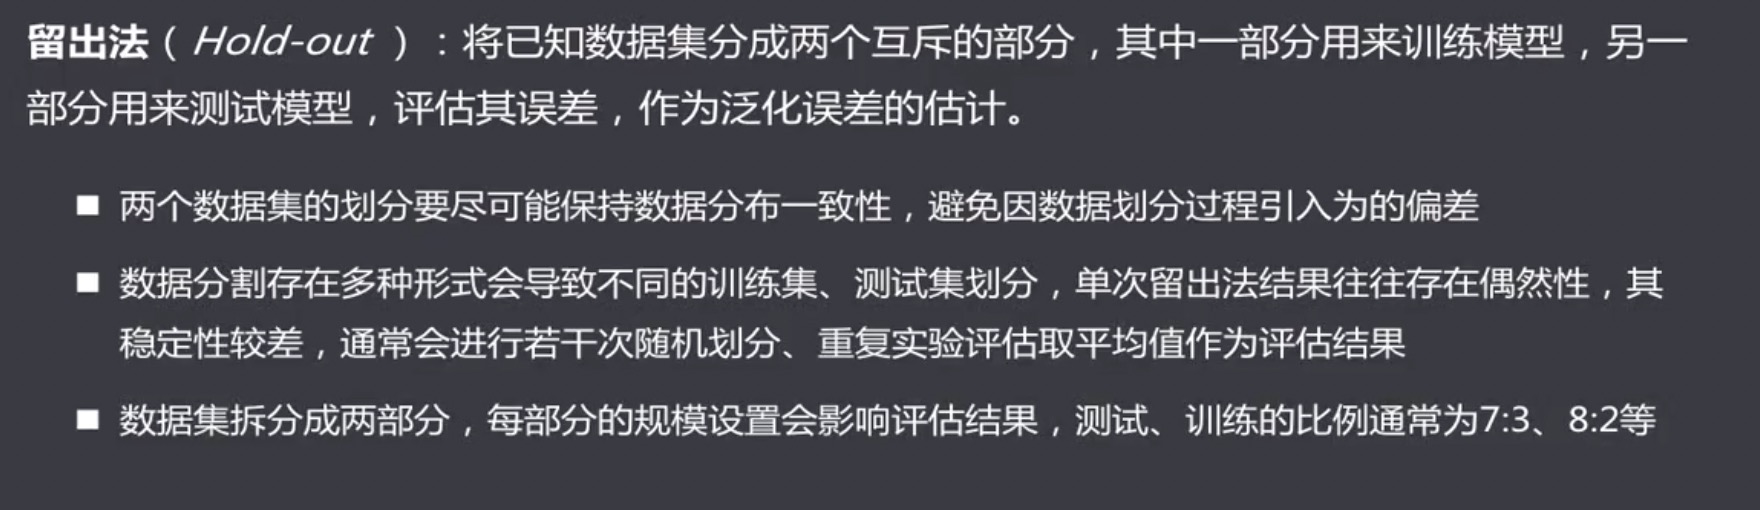 留出法（Hold-out）：将已知数据集分成两个互斥的部分，其中一部分用来训练模型，另一
部分用来测试模型，评估其误差，作为泛化误差的估计。
■ 两个数据集的划分要尽可能保持数据分布一致性，避免因数据划分过程引入为的偏差
■ 数据分割存在多种形式会导致不同的训练集、测试集划分，单次留出法结果往往存在偶然性，其
稳定性较差，通常会进行若干次随机划分、重复实验评估取平均值作为评估结果
■ 数据集拆分成两部分，每部分的规模设置会影响评估结果，测试、训练的比例通常为7:3、8:2等